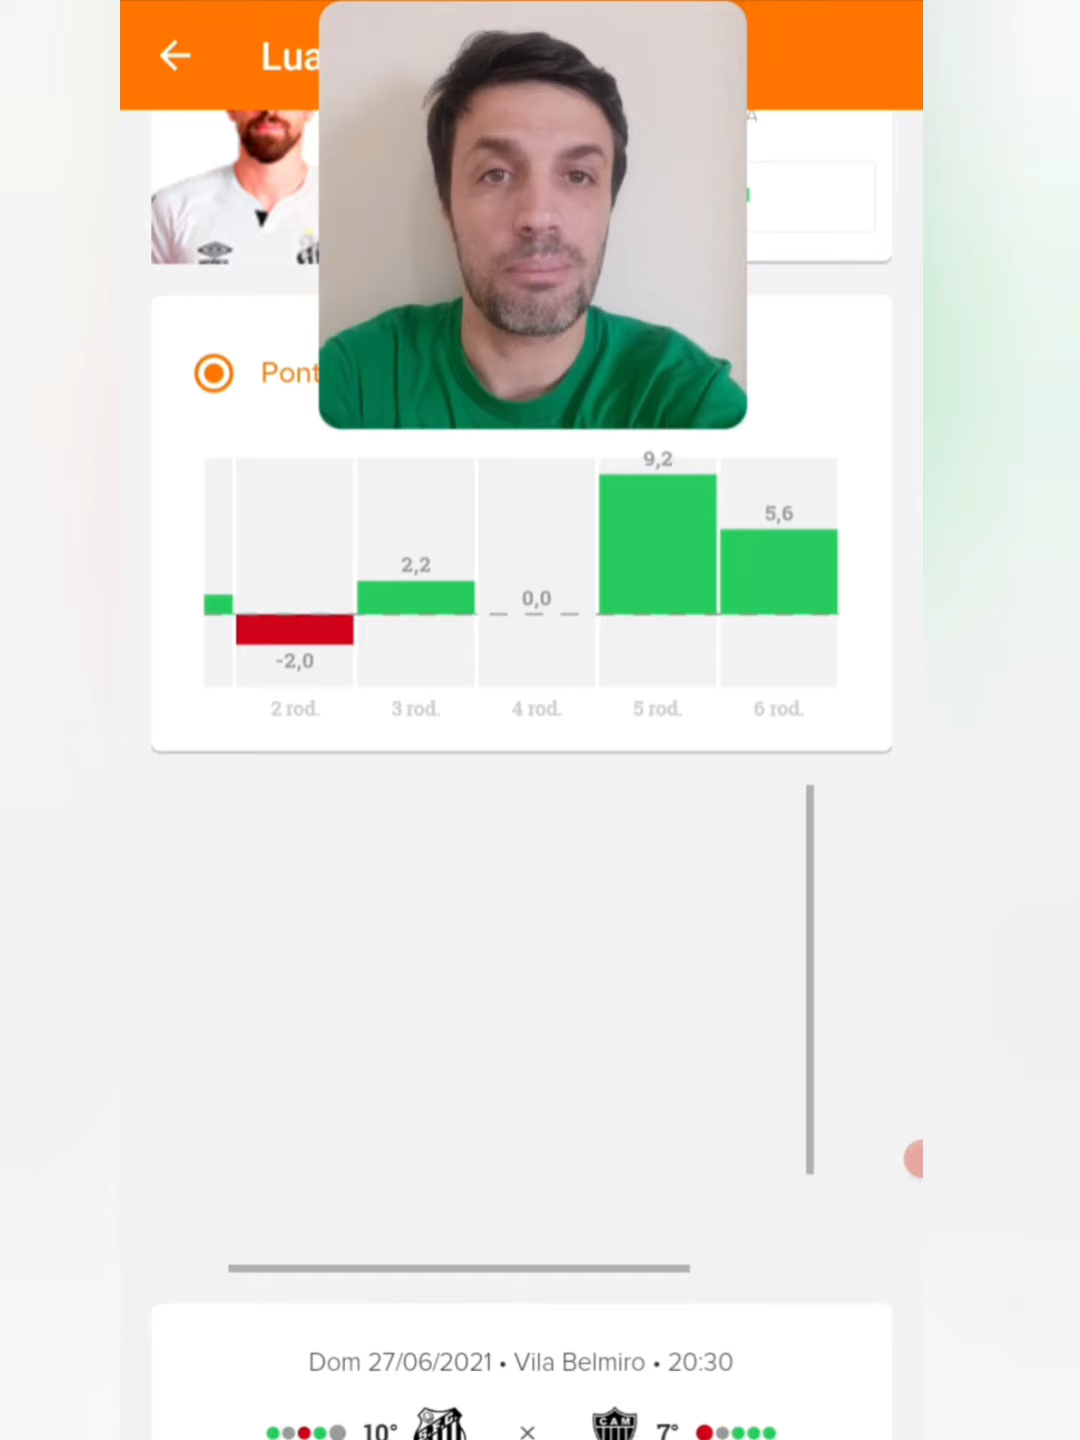 Lua
Pont
9,2
5,6
2,2
0,0
-2,0
2 rod.
3 rod.
4 rod.
5 rod.
6 rod.
Dom 27/06/2021 • Vila Belmiro • 20:30
10° × CAM 7°